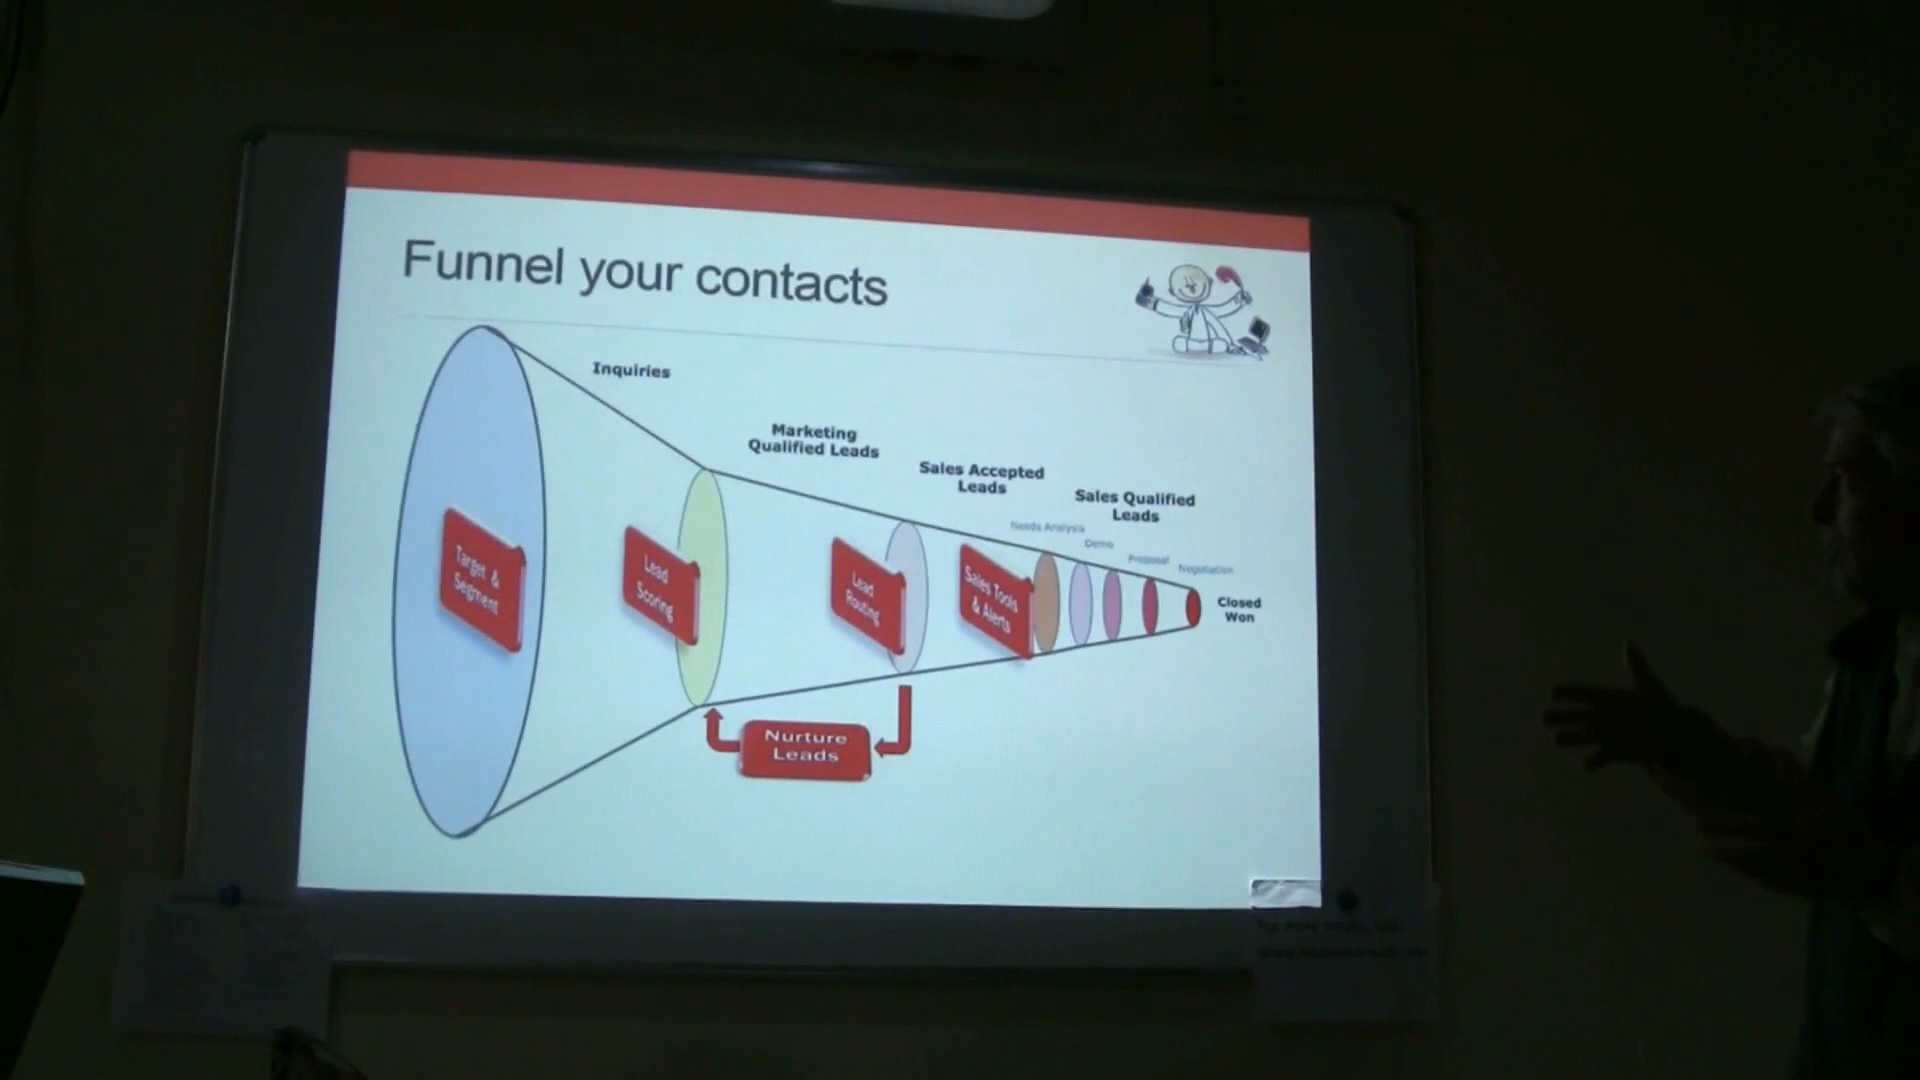 Funnel your contacts
Inquiries
Marketing
Qualified Leads
Sales Accepted
Leads
Sales Qualified
Leads
Needs Analysis
Demo
Proposal
Negotiation
Target &
Segment
Lead
Scoring
Lead
Routing
Sales Tools
& Alerts
Closed
Won
Nurture
Leads